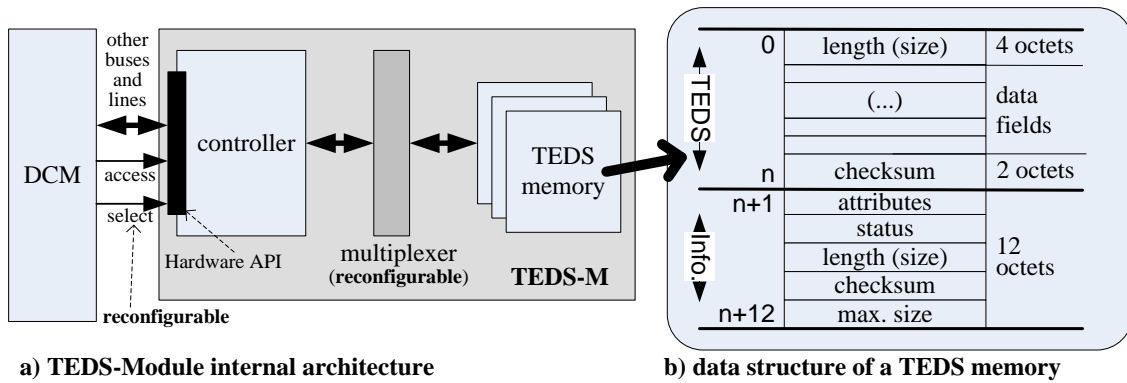 DCM
other
buses
and
lines
access
select
reconfigurable
Hardware API
controller
multiplexer
(reconfigurable)
TEDS
memory
TEDS-M
a) TEDS-Module internal architecture
0 length (size) 4 octets
TEDS
(...)
data
fields
n checksum 2 octets
n+1 attributes
status
Info.
length (size)
12
octets
checksum
n+12 max. size
b) data structure of a TEDS memory